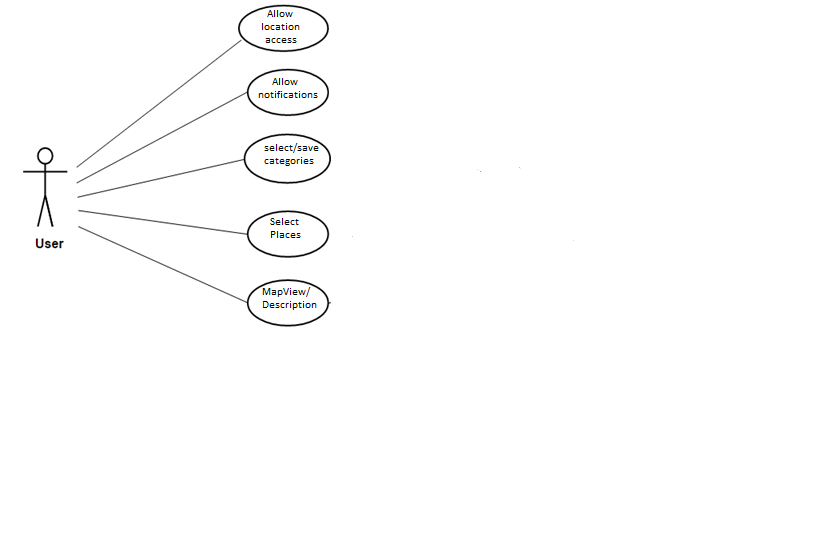 Allow
location
access
Allow
notifications
select/save
categories
Select
Places
MapView/
Description
User